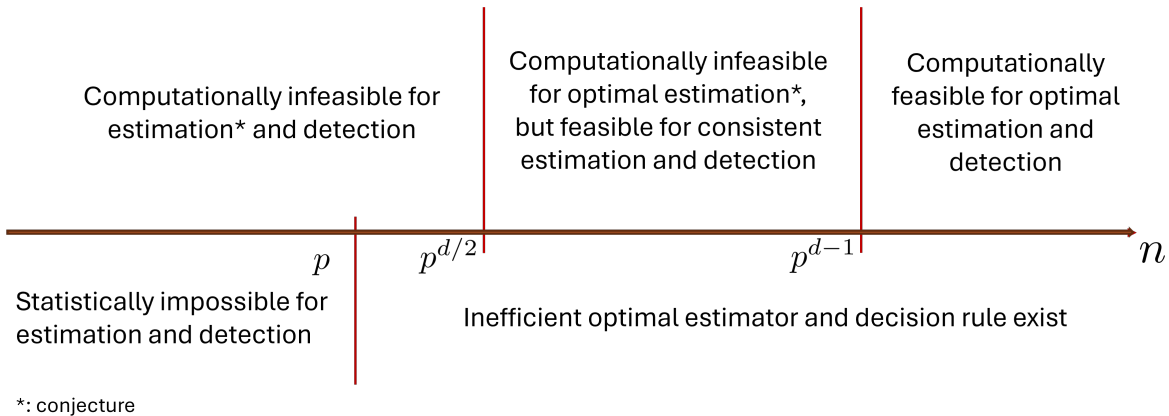 Computationally infeasible for
estimation* and detection
Computationally infeasible
for optimal estimation*,
but feasible for consistent
estimation and detection
Computationally
feasible for optimal
estimation and
detection
p
p^{d/2}
p^{d-1}
n
Statistically impossible for
estimation and detection
Inefficient optimal estimator and decision rule exist
*: conjecture